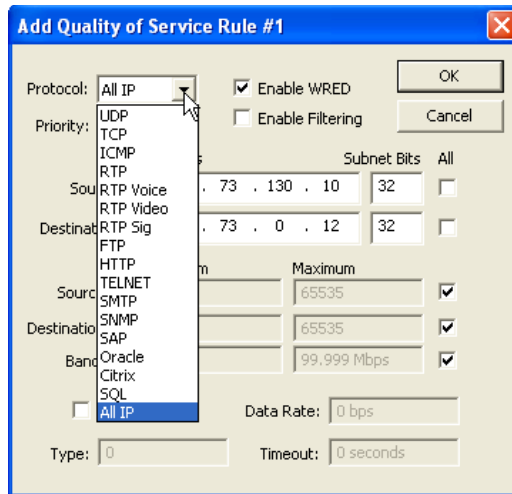 Add Quality of Service Rule #1
Protocol: All IP Enable WRED OK
Priority: Enable Filtering Cancel
UDP
TCP
ICMP
RTP
RTP Voice
RTP Video
RTP Sig
FTP
HTTP
TELNET
SMTP
SNMP
SAP
Oracle
Citrix
SQL
All IP
Subnet Bits All
. 73 . 130 . 10 32
. 73 . 0 . 12 32
Maximum
65535
65535
99.999 Mbps
Data Rate: 0 bps
Type: 0 Timeout: 0 seconds